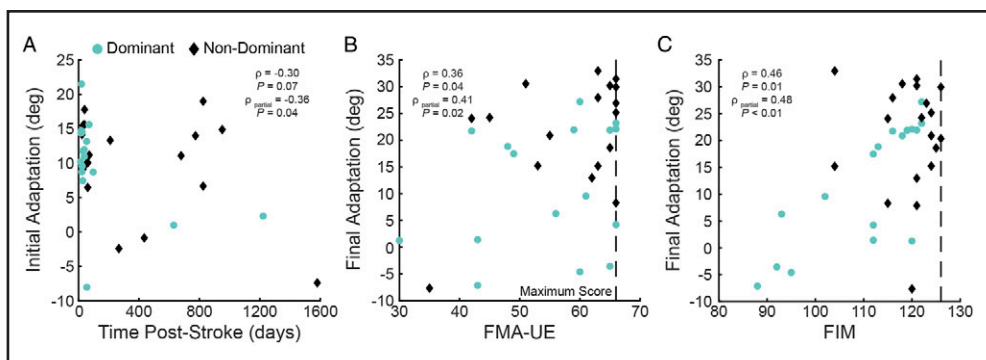 A
Dominant
Non-Dominant
ρ = -0.30
P = 0.07
ρ partial = -0.36
P = 0.04
Initial Adaptation (deg)
25
20
15
10
5
0
-5
-10
0
400
800
1200
1600
Time Post-Stroke (days)
B
ρ = 0.36
P = 0.04
ρ partial = 0.41
P = 0.02
Final Adaptation (deg)
35
30
25
20
15
10
5
0
-5
-10
Maximum Score
30
40
50
60
70
FMA-UE
C
ρ = 0.46
P = 0.01
ρ partial = 0.48
P < 0.01
Final Adaptation (deg)
35
30
25
20
15
10
5
0
-5
-10
80
90
100
110
120
130
FIM